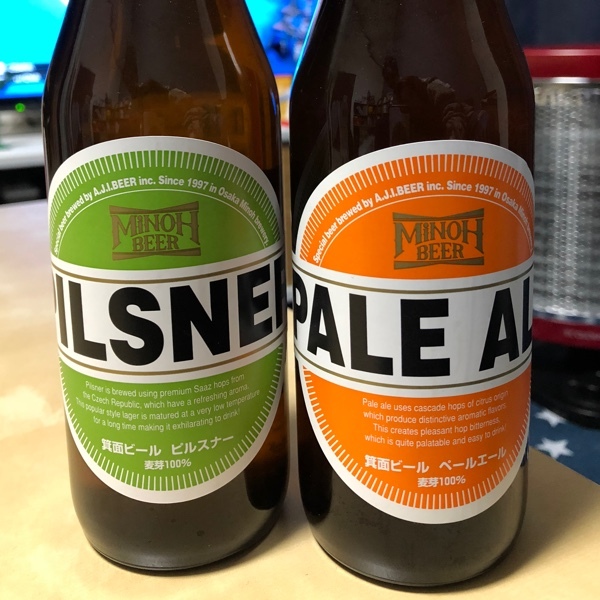 Special beer brewed by A.J.I.BEER inc. Since 1997 in Osaka Minoh brewery
MINOH
BEER
PILSNER
Pilsner is brewed using premium Saaz hops from
the Czech Republic, which have a refreshing aroma.
This popular style lager is matured at a very low temperature
for a long time making it exhilarating to drink!
箕面ビール ピルスナー
麦芽100%
Special beer brewed by A.J.I.BEER inc. Since 1997 in Osaka Minoh
MINOH
BEER
PALE AL
Pale ale uses cascade hops of citrus origin
which produce distinctive aromatic flavors.
This creates pleasant hop bitterness,
which is quite palatable and easy to drink.
箕面ビール ペールエール
麦芽100%